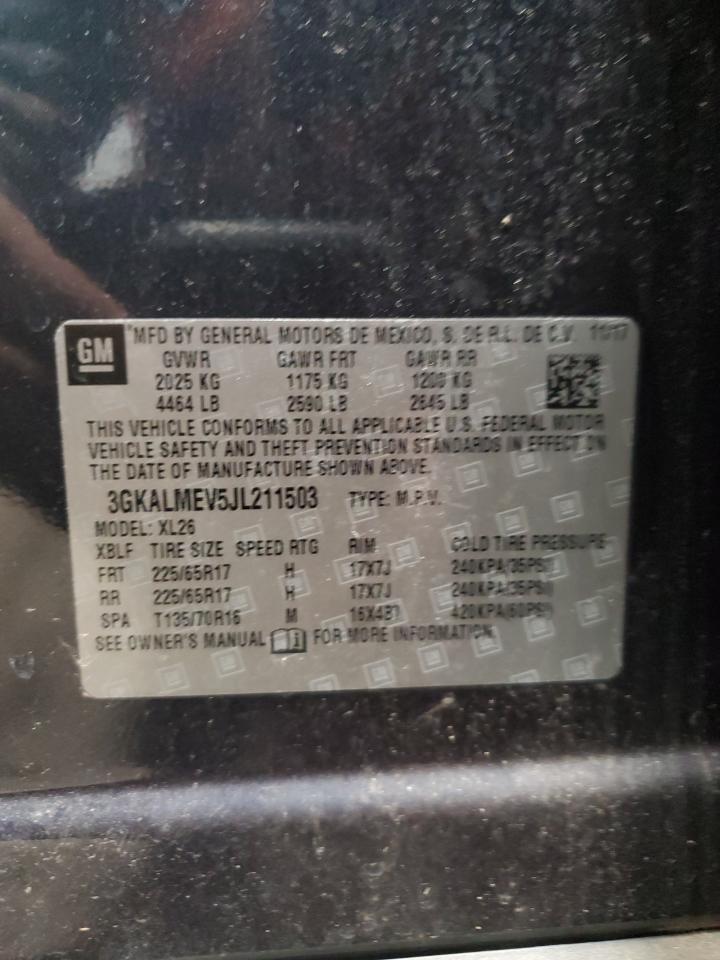 GM
*MFD BY GENERAL MOTORS DE MEXICO, S. DE R.L. DE C.V. 10/17
GVWR GAWR FRT GAWR RR
2025 KG 1175 KG 1200 KG
4464 LB 2590 LB 2645 LB
THIS VEHICLE CONFORMS TO ALL APPLICABLE U.S. FEDERAL MOTOR
VEHICLE SAFETY AND THEFT PREVENTION STANDARDS IN EFFECT ON
THE DATE OF MANUFACTURE SHOWN ABOVE.
3GKALMEV5JL211503 TYPE: M.P.V.
MODEL: XL26
XBLF TIRE SIZE SPEED RTG RIM COLD TIRE PRESSURE
FRT 225/65R17 H 17X7J 240KPA(35PSI)
RR 225/65R17 H 17X7J 240KPA(35PSI)
SPA T135/70R16 M 420KPA(60PSI)
SEE OWNER'S MANUAL FOR MORE INFORMATION